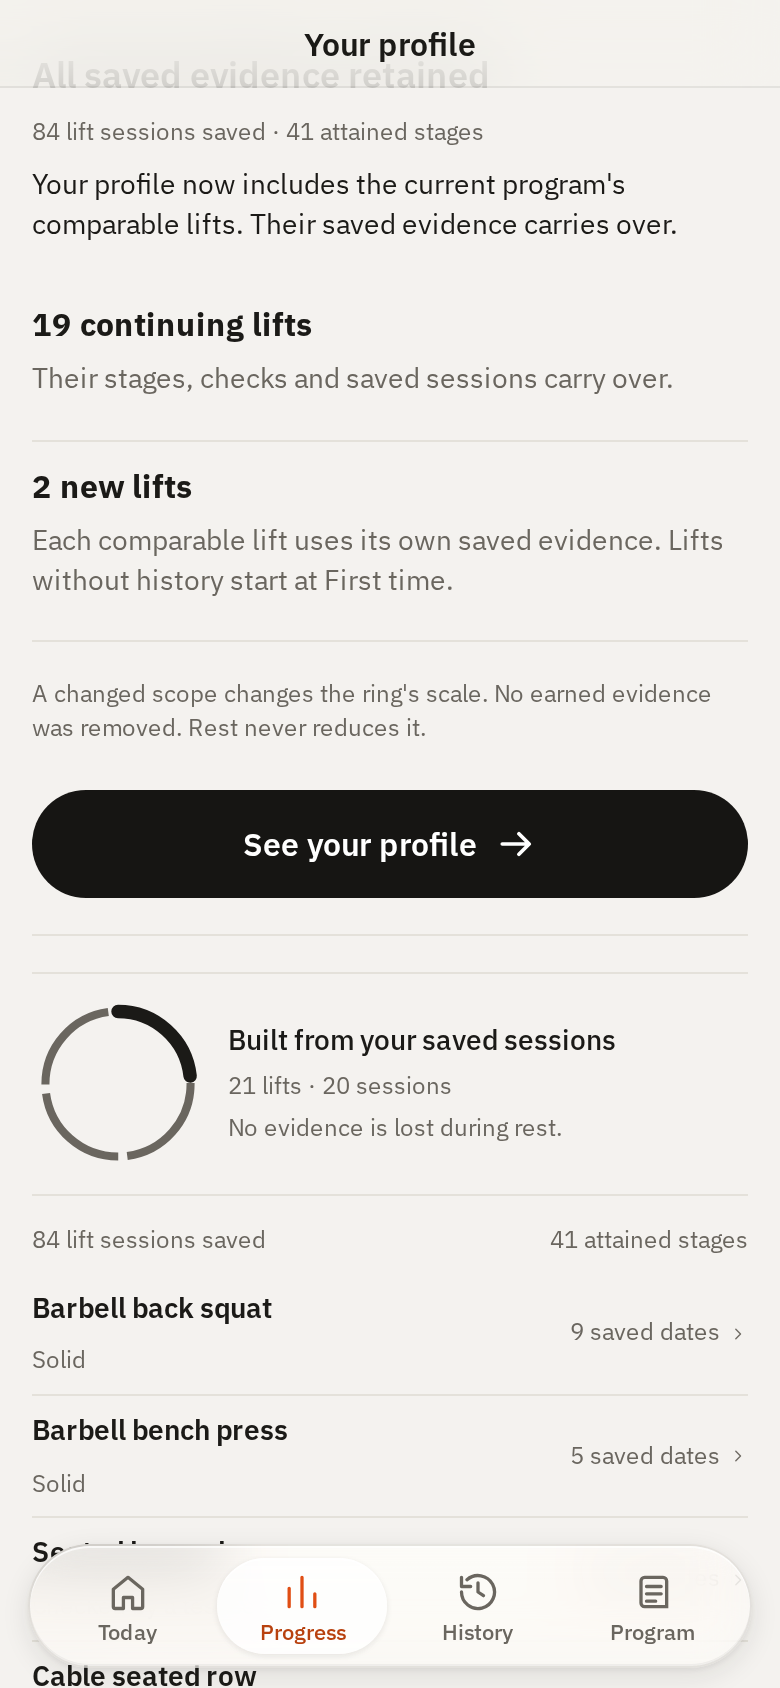 Your profile
All saved evidence retained
84 lift sessions saved · 41 attained stages
Your profile now includes the current program's
comparable lifts. Their saved evidence carries over.
19 continuing lifts
Their stages, checks and saved sessions carry over.
2 new lifts
Each comparable lift uses its own saved evidence. Lifts
without history start at First time.
A changed scope changes the ring's scale. No earned evidence
was removed. Rest never reduces it.
See your profile →
Built from your saved sessions
21 lifts · 20 sessions
No evidence is lost during rest.
84 lift sessions saved
41 attained stages
Barbell back squat
Solid
9 saved dates ›
Barbell bench press
Solid
5 saved dates ›
Today
Progress
History
Program
Cable seated row